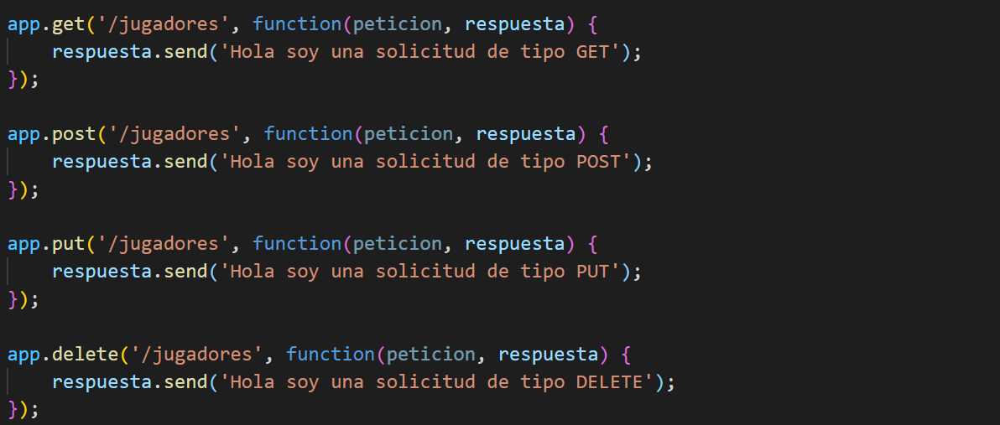 app.get('/jugadores', function(peticion, respuesta) {
    respuesta.send('Hola soy una solicitud de tipo GET');
});

app.post('/jugadores', function(peticion, respuesta) {
    respuesta.send('Hola soy una solicitud de tipo POST');
});

app.put('/jugadores', function(peticion, respuesta) {
    respuesta.send('Hola soy una solicitud de tipo PUT');
});

app.delete('/jugadores', function(peticion, respuesta) {
    respuesta.send('Hola soy una solicitud de tipo DELETE');
});